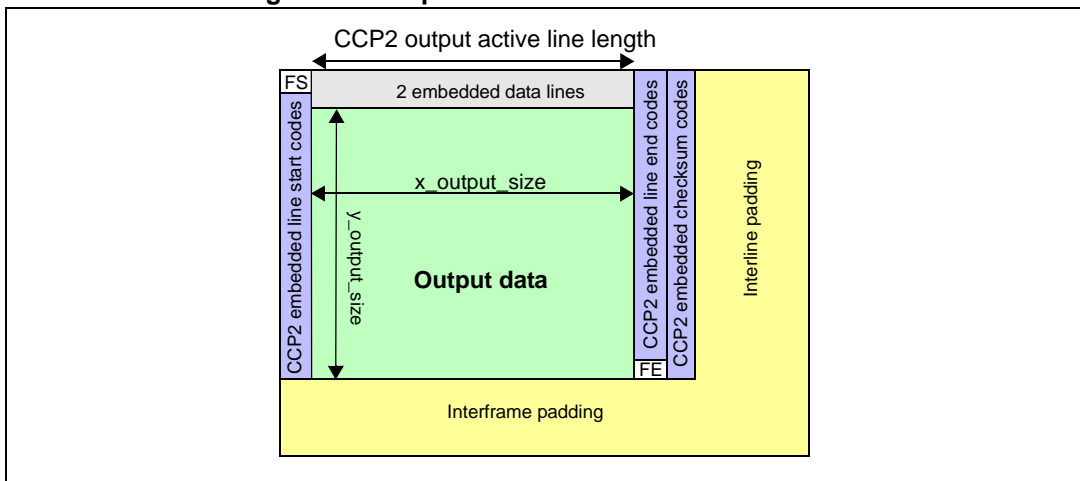 CCP2 output active line length
FS
2 embedded data lines
CCP2 embedded line start codes
x_output_size
y_output_size
Output data
CCP2 embedded line end codes
FE
CCP2 embedded checksum codes
Interline padding
Interframe padding